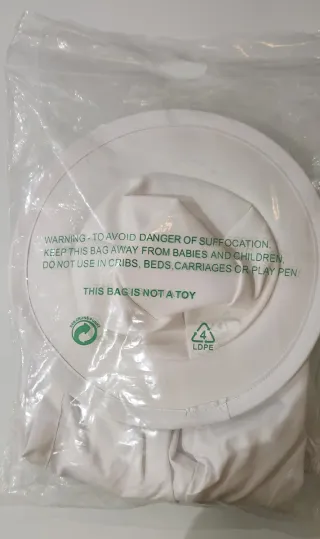 WARNING - TO AVOID DANGER OF SUFFOCATION,
KEEP THIS BAG AWAY FROM BABIES AND CHILDREN,
DO NOT USE IN CRIBS, BEDS, CARRIAGES OR PLAY PEN
THIS BAG IS NOT A TOY
4
LDPE